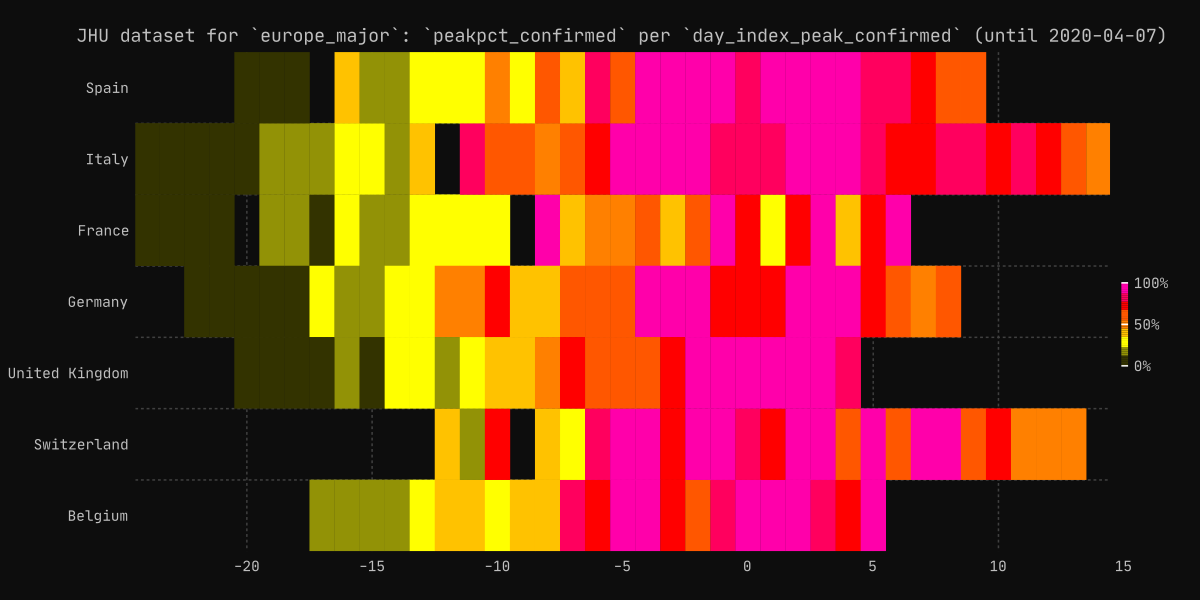 JHU dataset for `europe_major`: `peakpct_confirmed` per `day_index_peak_confirmed` (until 2020-04-07)
Spain
Italy
France
Germany
United Kingdom
Switzerland
Belgium
100%
50%
0%
-20 -15 -10 -5 0 5 10 15